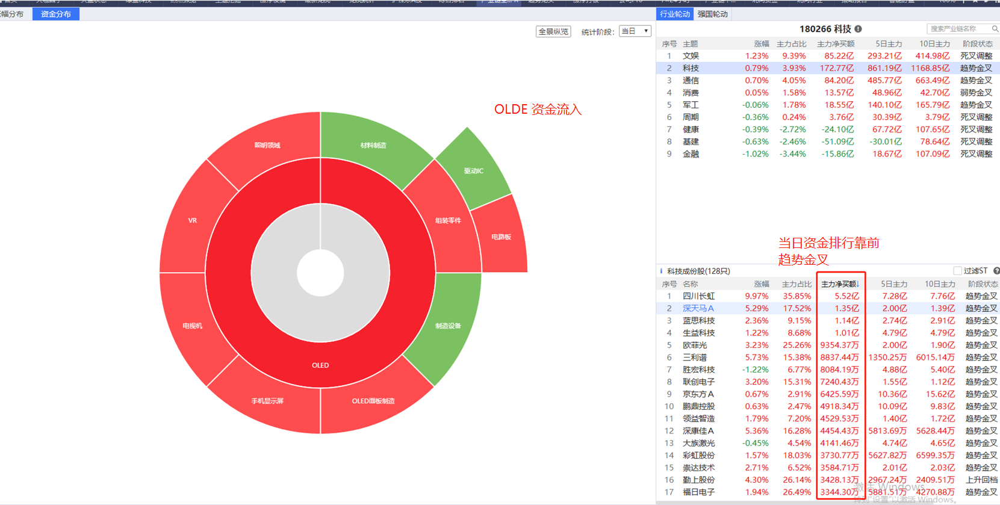 涨幅分布 资金分布
全景纵览 统计阶段: 当日
OLDE 资金流入
照明领域
材料制造
驱动IC
VR
组装零件
电路板
电视机
制造设备
OLED
手机显示屏
OLED面板制造
行业轮动 强国轮动
180266 科技
搜索产业链名称
序号 主题 涨幅 主力占比 主力净买额 5日主力 10日主力 阶段状态
1 文娱 1.23% 9.39% 85.22亿 293.21亿 414.98亿 死叉调整
2 科技 0.79% 3.93% 172.77亿 861.19亿 1168.85亿 趋势金叉
3 通信 0.70% 4.05% 84.20亿 485.77亿 663.49亿 趋势金叉
4 消费 0.05% 1.58% 13.57亿 48.96亿 42.70亿 弱势金叉
5 军工 -0.06% 1.78% 18.55亿 140.10亿 165.79亿 趋势金叉
6 周期 -0.36% 0.24% 3.76亿 30.39亿 3.79亿 死叉调整
7 健康 -0.39% -2.72% -24.10亿 67.72亿 107.65亿 死叉调整
8 基建 -0.63% -2.46% -51.09亿 -30.01亿 78.64亿 死叉调整
9 金融 -1.02% -3.44% -15.86亿 18.67亿 107.09亿 死叉调整
当日资金排行靠前
趋势金叉
科技成份股(128只) 过滤ST
序号 名称 涨幅 主力占比 主力净买额↓ 5日主力 10日主力 阶段状态
1 四川长虹 9.97% 35.85% 5.52亿 7.28亿 7.76亿 趋势金叉
2 深天马A 5.29% 17.52% 1.35亿 2.00亿 1.39亿 趋势金叉
3 蓝思科技 2.36% 9.15% 1.14亿 2.74亿 2.91亿 趋势金叉
4 生益科技 1.22% 8.68% 1.01亿 4.79亿 4.79亿 趋势金叉
5 欧菲光 3.23% 25.26% 9354.37万 2.00亿 1.90亿 趋势金叉
6 三利谱 5.73% 15.38% 8837.44万 1350.25万 6015.14万 趋势金叉
7 胜宏科技 -1.22% 6.77% 8084.19万 4.88亿 5.40亿 趋势金叉
8 联创电子 3.20% 15.31% 7240.43万 1.55亿 1.12亿 趋势金叉
9 京东方A 0.67% 2.91% 6425.59万 10.36亿 15.62亿 趋势金叉
10 鹏鼎控股 0.63% 2.47% 4918.34万 10.09亿 9.83亿 趋势金叉
11 领益智造 1.79% 7.20% 4529.53万 1.40亿 1.72亿 趋势金叉
12 深康佳A 5.36% 16.28% 4454.43万 5813.69万 5628.44万 趋势金叉
13 大族激光 -0.45% 4.54% 4141.46万 4.74亿 4.65亿 趋势金叉
14 彩虹股份 1.57% 18.03% 3730.77万 5627.82万 6599.35万 趋势金叉
15 崇达技术 2.71% 6.52% 3584.71万 2.01亿 2.03亿 趋势金叉
16 勤上股份 4.30% 26.14% 3428.13万 2967.24万 2409.51万 上升回档
17 福日电子 1.94% 26.49% 3344.30万 5881.51万 4270.88万 趋势金叉
激活 Windows
转到"设置"以激活 Windows。